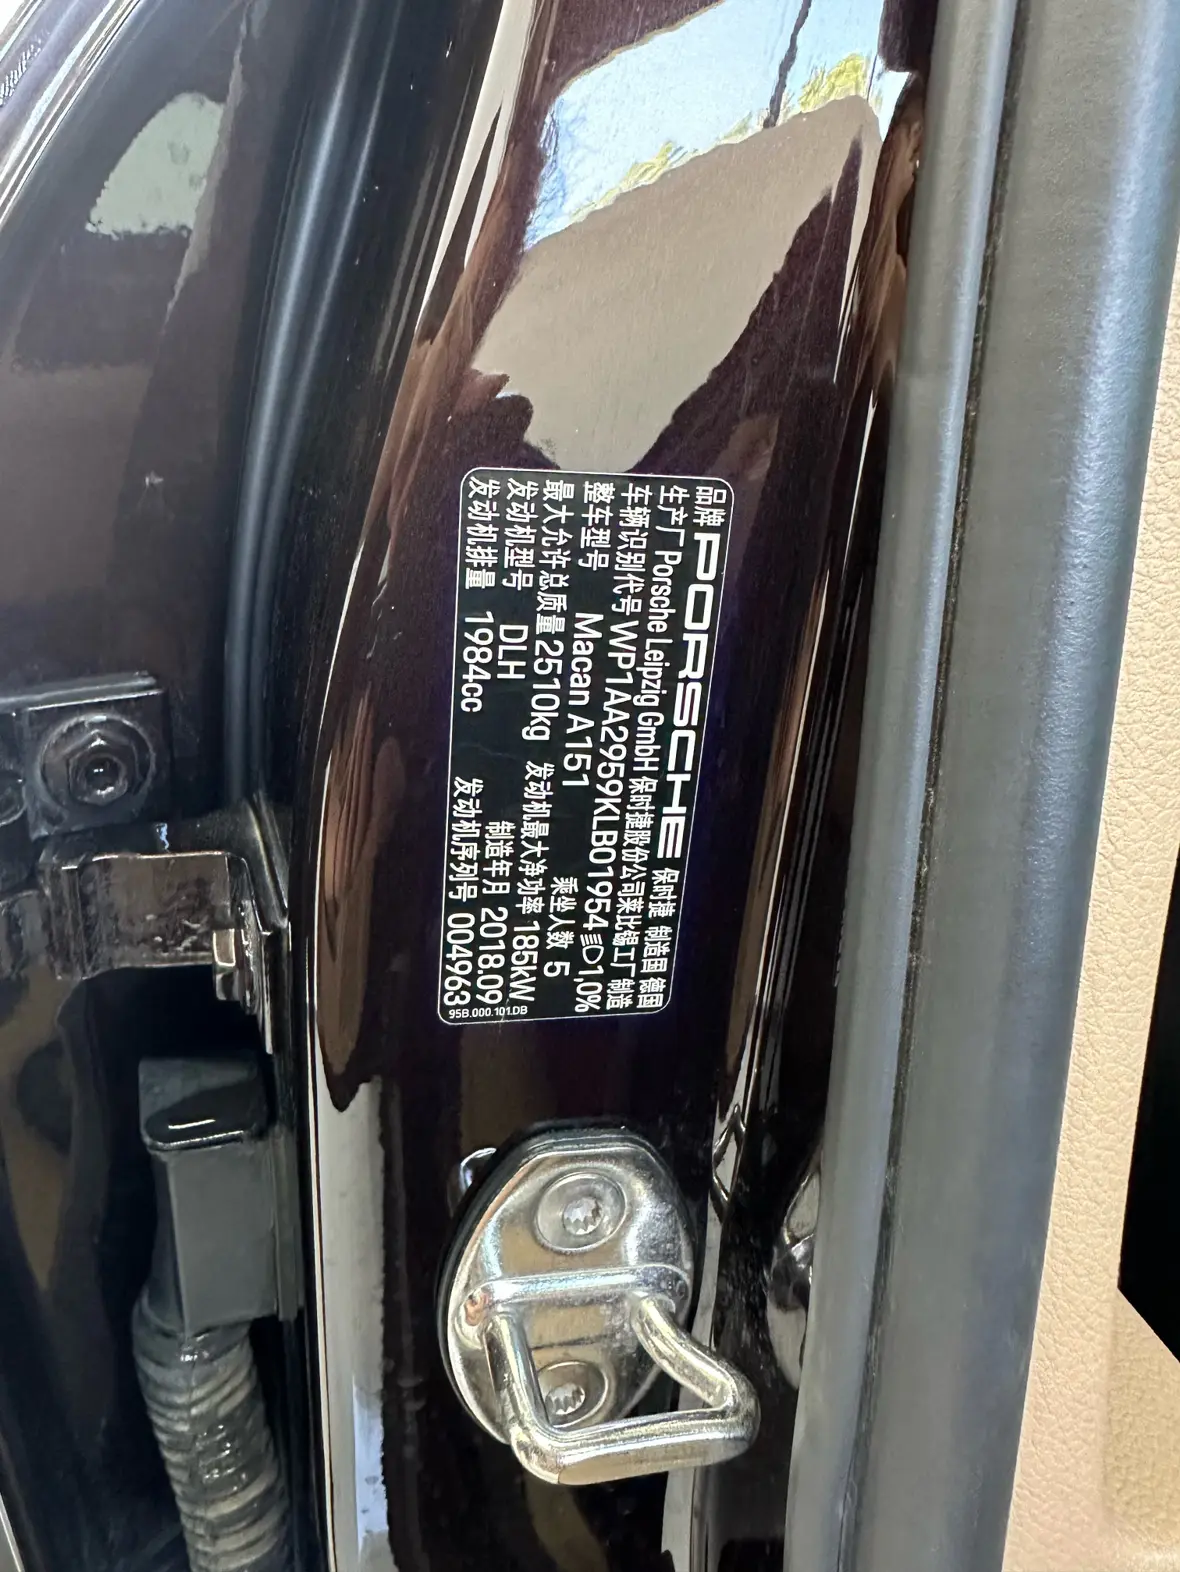 品牌 PORSCHE 保时捷 制造国 德国
生产厂 Porsche Leipzig GmbH 保时捷股份公司莱比锡工厂 制造
车辆识别代号 WP1AA2959KLB01954 1,0%
整车型号 Macan A151 乘坐人数 5
最大允许总质量 2510kg 发动机最大净功率 185kW
发动机型号 DLH 制造年月 2018.09
发动机排量 1984cc 发动机序列号 004963
95B.000.101.DB